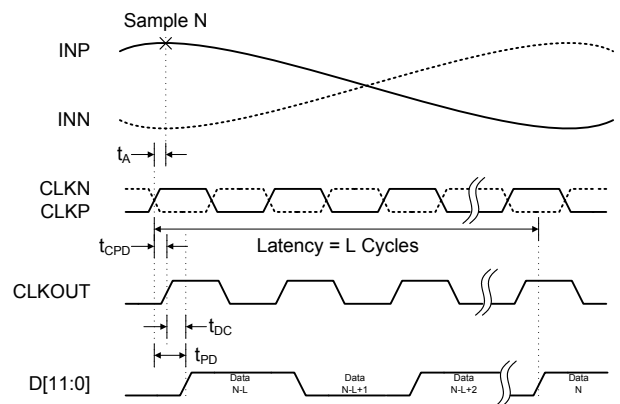 Sample N
INP
INN
tA
CLKN
CLKP
Latency = L Cycles
tCPD
CLKOUT
tDC
tPD
D[11:0]
Data
N-L
Data
N-L+1
Data
N-L+2
Data
N